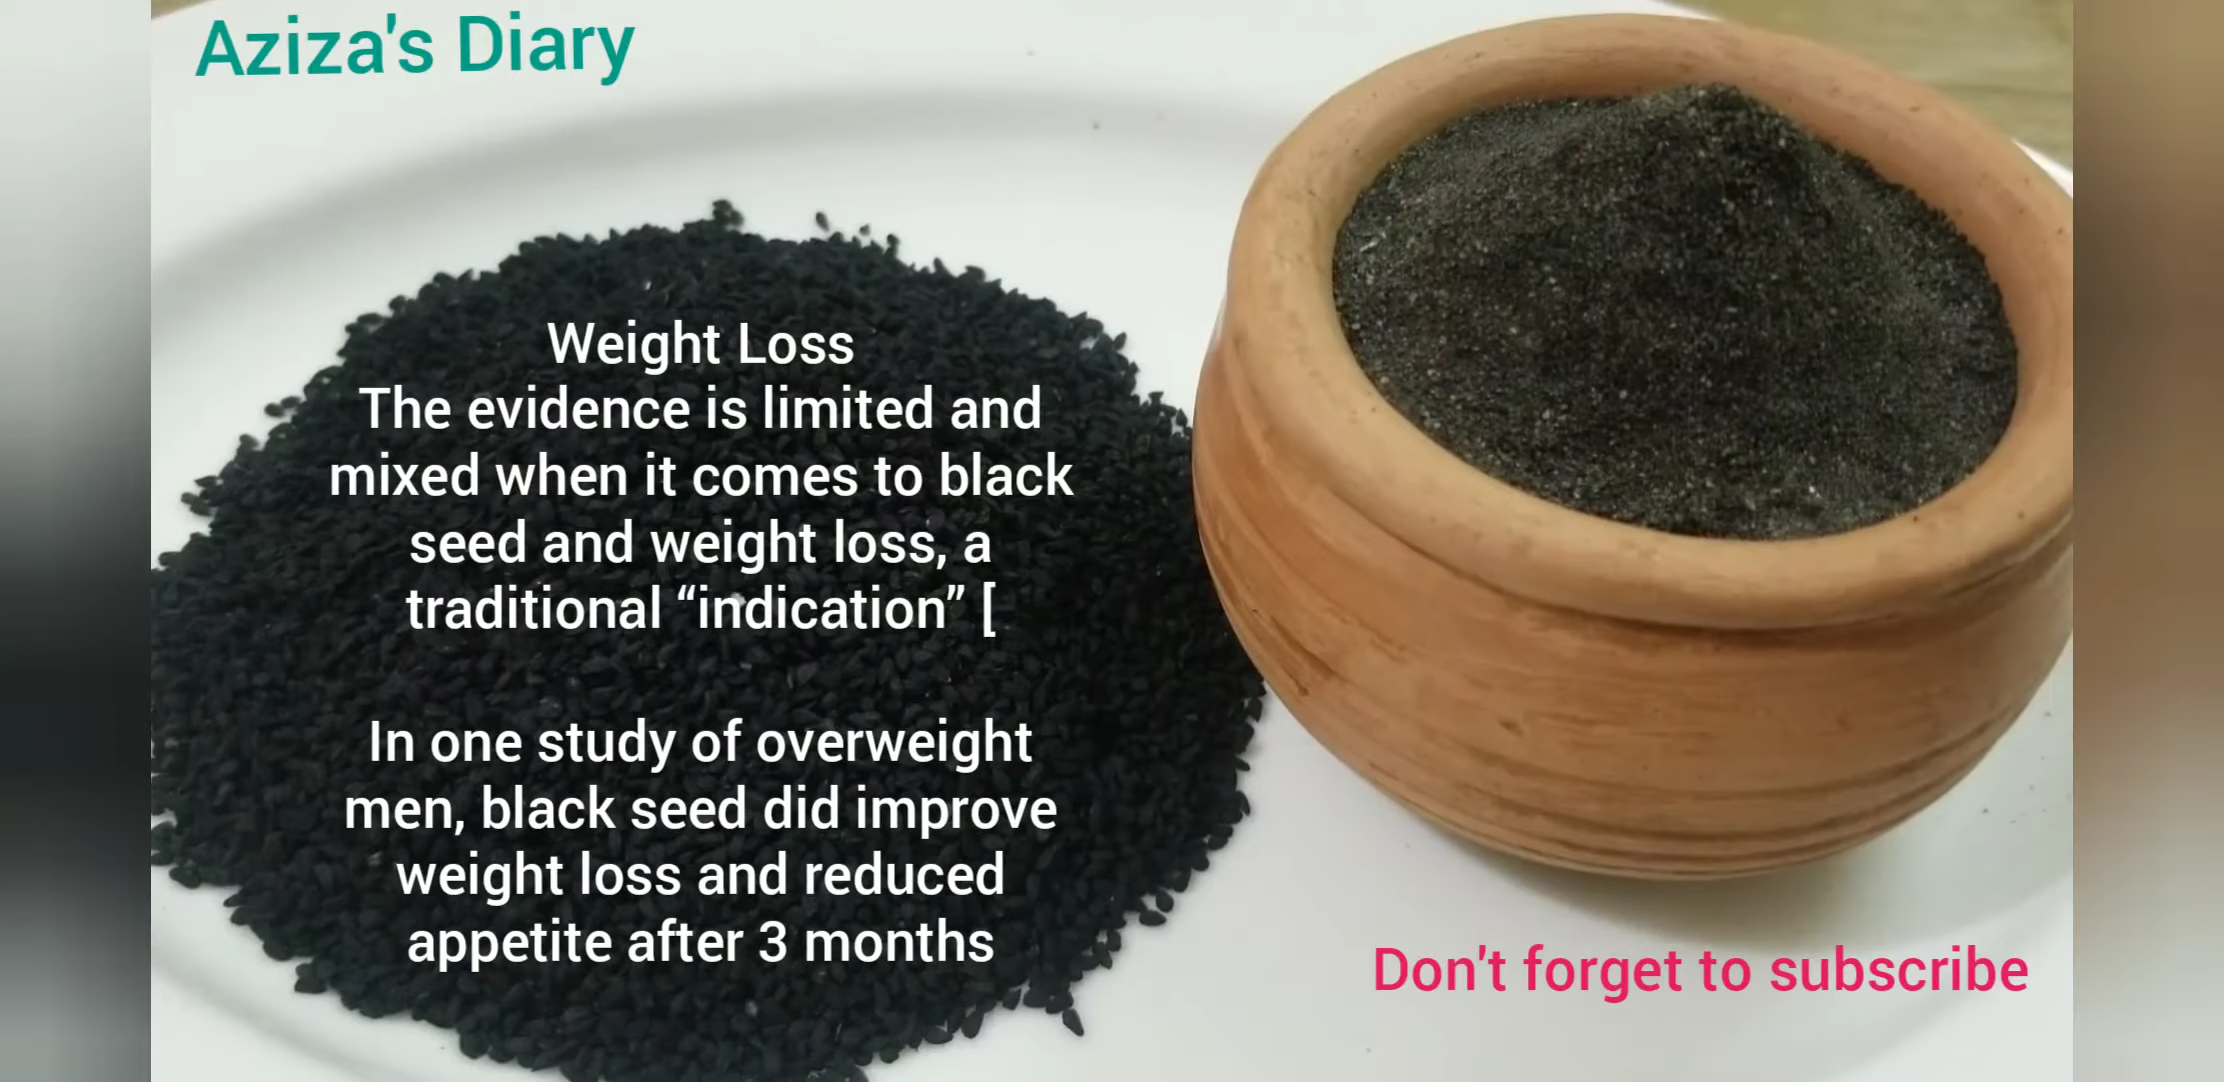 Aziza's Diary
Weight Loss
The evidence is limited and
mixed when it comes to black
seed and weight loss, a
traditional “indication” [
In one study of overweight
men, black seed did improve
weight loss and reduced
appetite after 3 months
Don't forget to subscribe